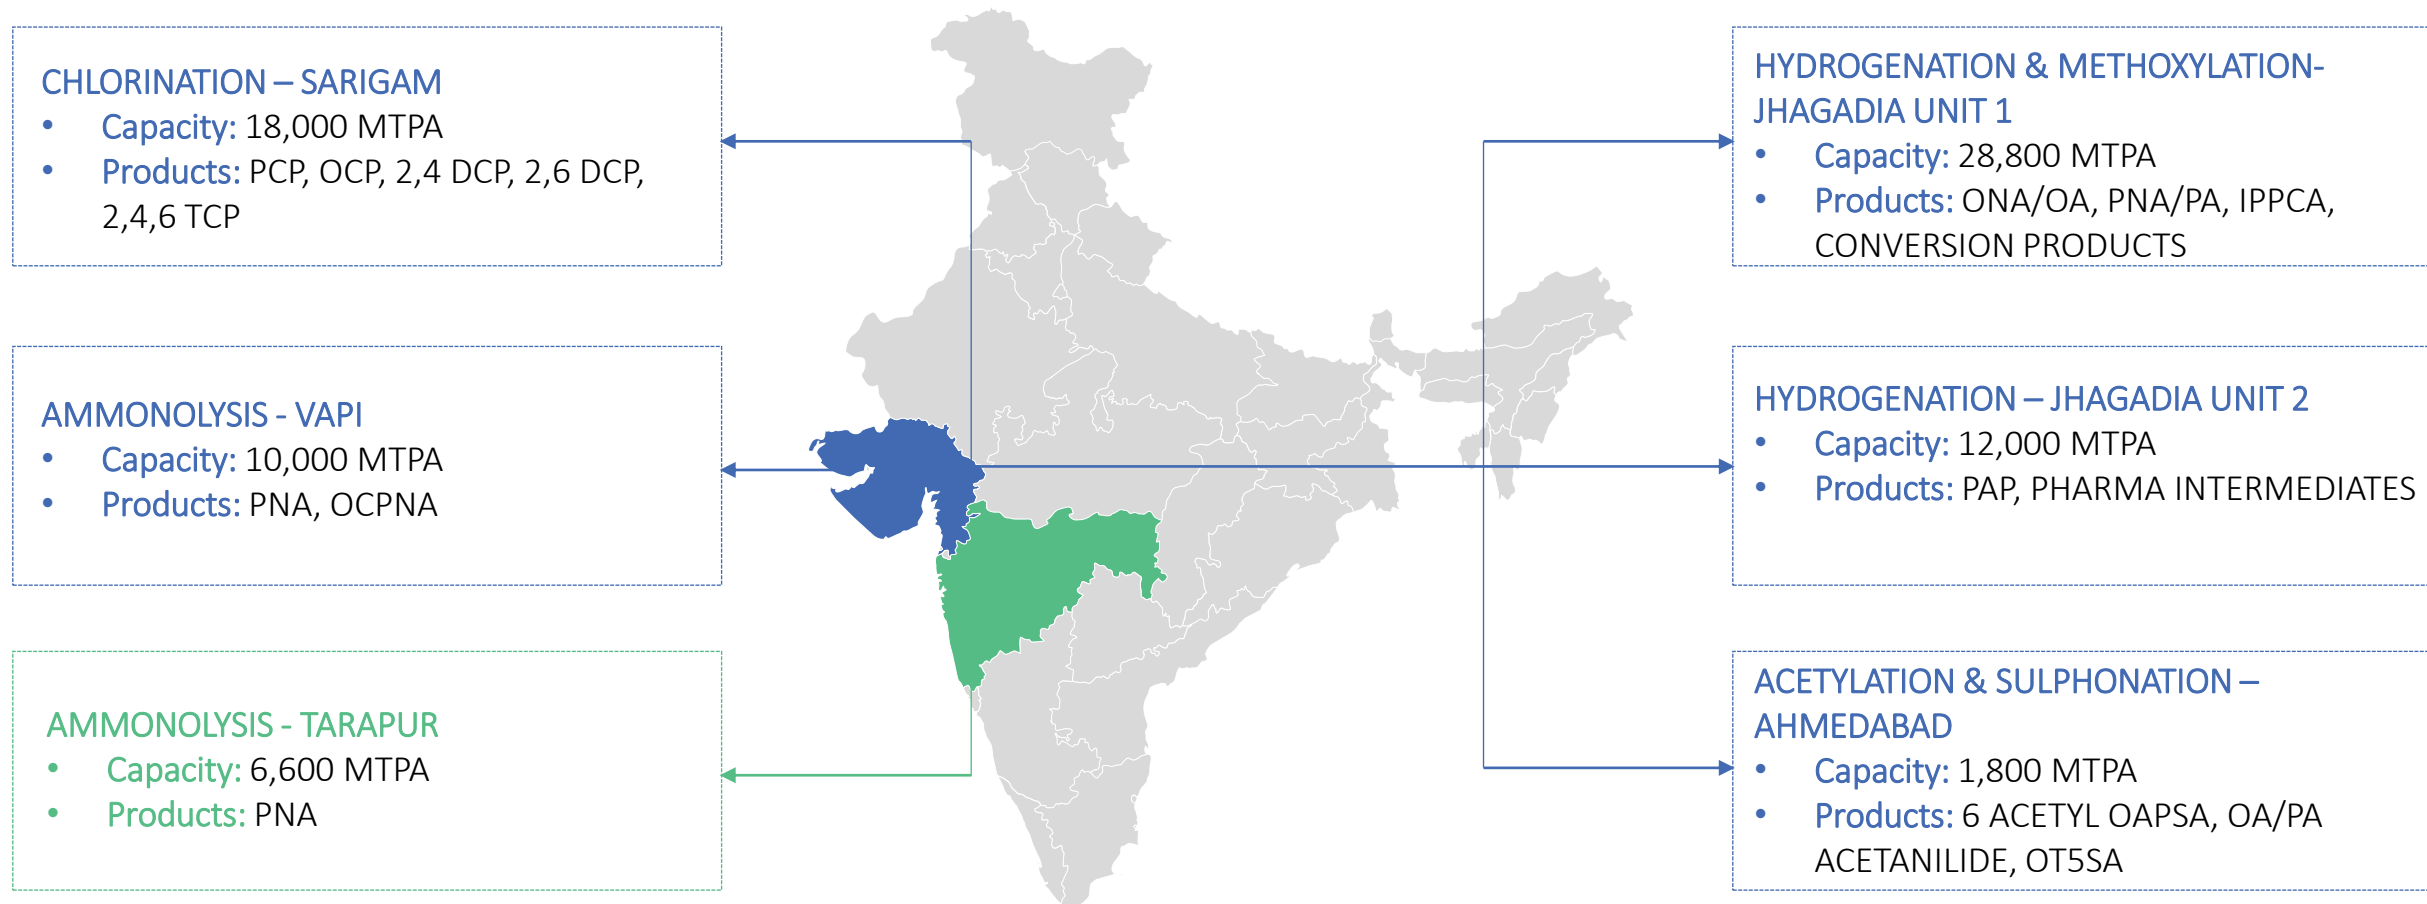 CHLORINATION – SARIGAM
• Capacity: 18,000 MTPA
• Products: PCP, OCP, 2,4 DCP, 2,6 DCP,
2,4,6 TCP
AMMONOLYSIS - VAPI
• Capacity: 10,000 MTPA
• Products: PNA, OCPNA
AMMONOLYSIS - TARAPUR
• Capacity: 6,600 MTPA
• Products: PNA
HYDROGENATION & METHOXYLATION-
JHAGADIA UNIT 1
• Capacity: 28,800 MTPA
• Products: ONA/OA, PNA/PA, IPPCA,
CONVERSION PRODUCTS
HYDROGENATION – JHAGADIA UNIT 2
• Capacity: 12,000 MTPA
• Products: PAP, PHARMA INTERMEDIATES
ACETYLATION & SULPHONATION –
AHMEDABAD
• Capacity: 1,800 MTPA
• Products: 6 ACETYL OAPSA, OA/PA
ACETANILIDE, OT5SA